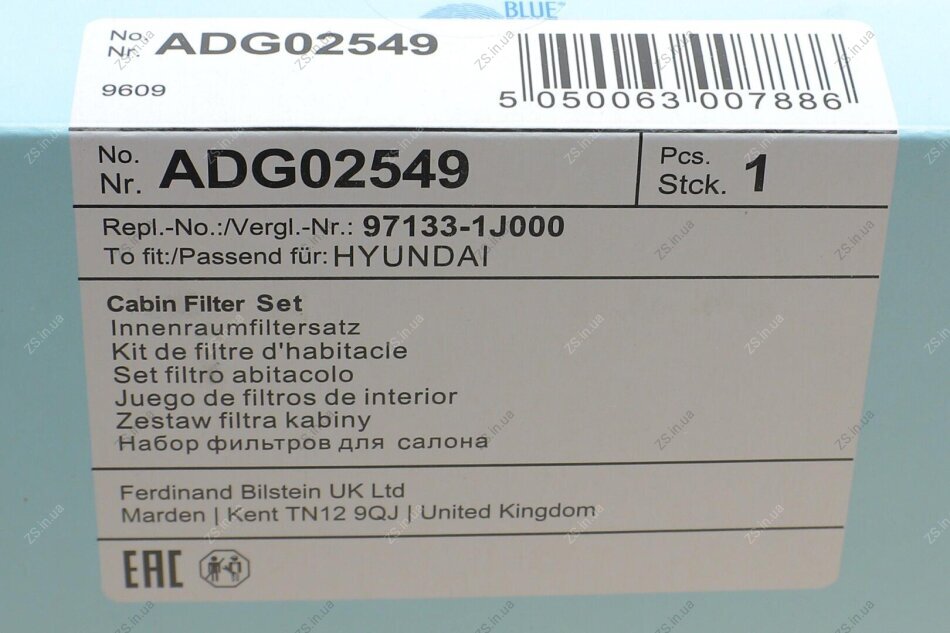 BLUE
No. ADG02549
Nr.
9609
5 050063 007886
No. ADG02549
Nr.
Pcs. 1
Stck.
Repl.-No.:/Vergl.-Nr.: 97133-1J000
To fit:/Passend für: HYUNDAI
Cabin Filter Set
Innenraumfiltersatz
Kit de filtre d'habitacle
Set filtro abitacolo
Juego de filtros de interior
Zestaw filtra kabiny
Набор фильтров для салона
Ferdinand Bilstein UK Ltd
Marden | Kent TN12 9QJ | United Kingdom
EAC
ZS.in.ua